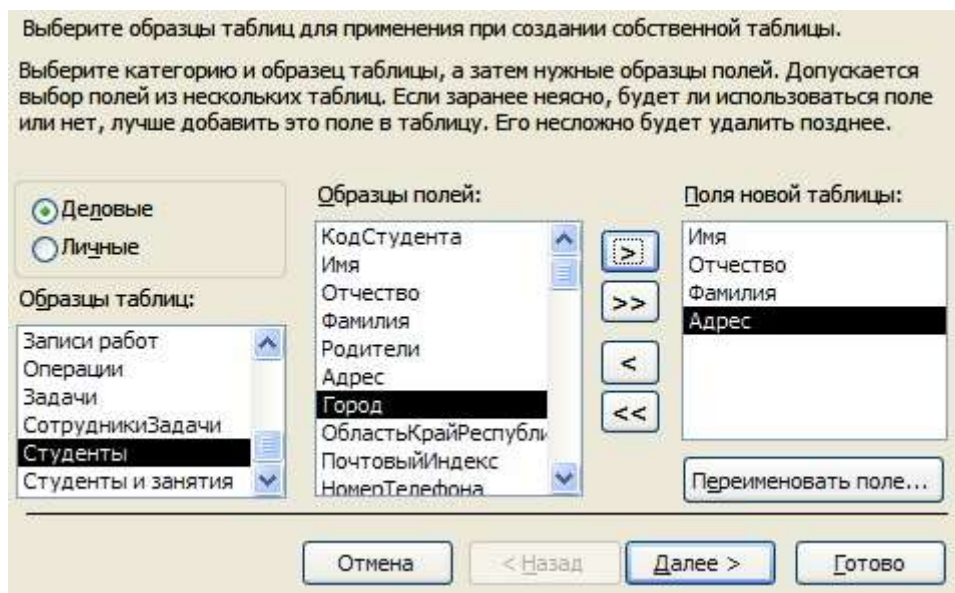 Выберите образцы таблиц для применения при создании собственной таблицы.
Выберите категорию и образец таблицы, а затем нужные образцы полей. Допускается
выбор полей из нескольких таблиц. Если заранее неясно, будет ли использоваться поле
или нет, лучше добавить это поле в таблицу. Его несложно будет удалить позднее.
Деловые
Личные
Образцы таблиц:
Записи работ
Операции
Задачи
СотрудникиЗадачи
Студенты
Студенты и занятия
Образцы полей:
КодСтудента
Имя
Отчество
Фамилия
Родители
Адрес
Город
ОбластьКрайРеспубли
ПочтовыйИндекс
НомерТелефона
>
>>
<
<<
Поля новой таблицы:
Имя
Отчество
Фамилия
Адрес
Переименовать поле...
Отмена
< Назад
Далее >
Готово